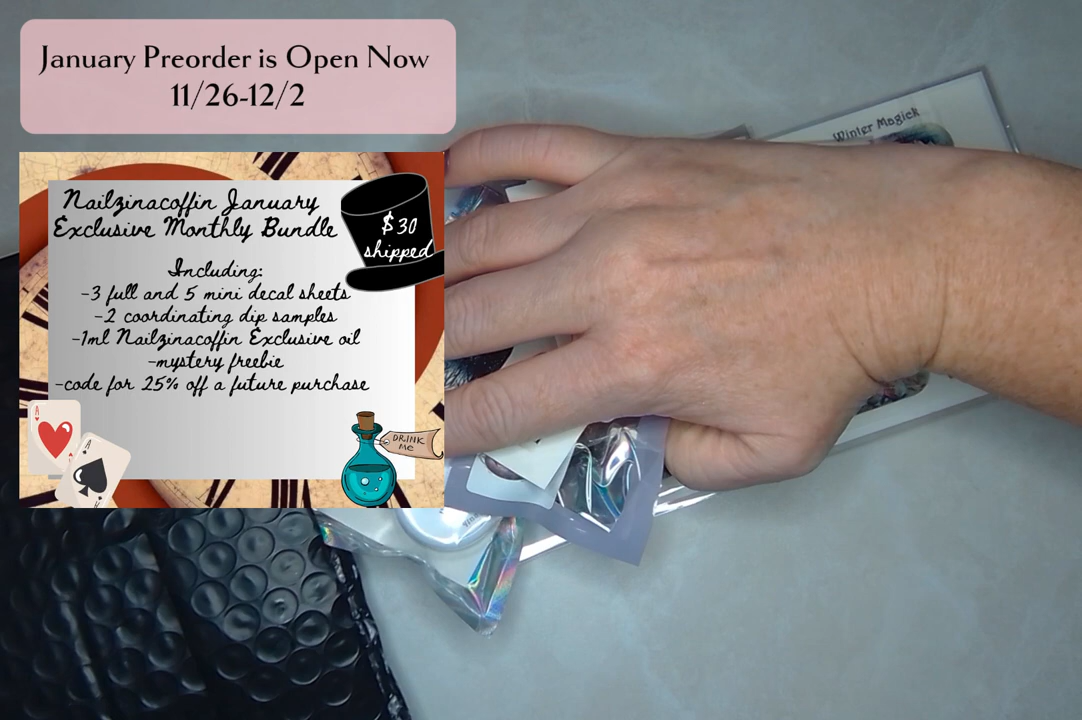 January Preorder is Open Now
11/26-12/2
Nailzinacoffin January
Exclusive Monthly Bundle
$30
shipped
Including:
-3 full and 5 mini decal sheets
-2 coordinating dip samples
-1ml Nailzinacoffin Exclusive oil
-mystery freebie
-code for 25% off a future purchase
A
A
DRINK
ME
Winter Magick